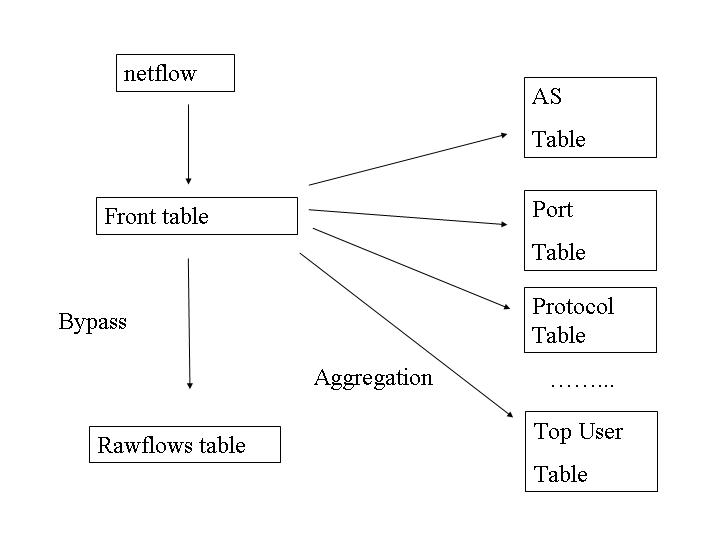 netflow
AS
Table
Front table
Port
Table
Bypass
Protocol
Table
Aggregation
……...
Rawflows table
Top User
Table